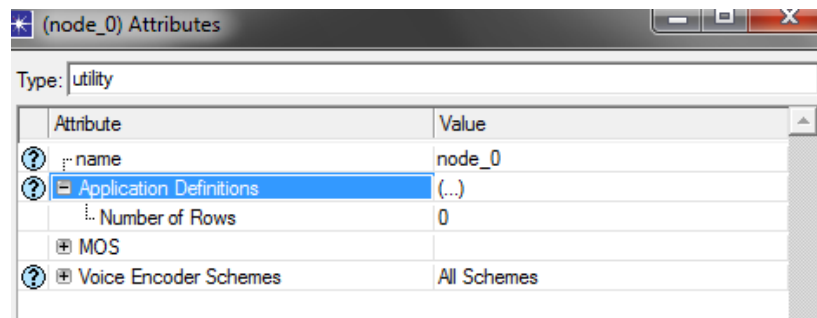 (node_0) Attributes
Type: utility
Attribute Value
name node_0
Application Definitions (...)
Number of Rows 0
MOS
Voice Encoder Schemes All Schemes